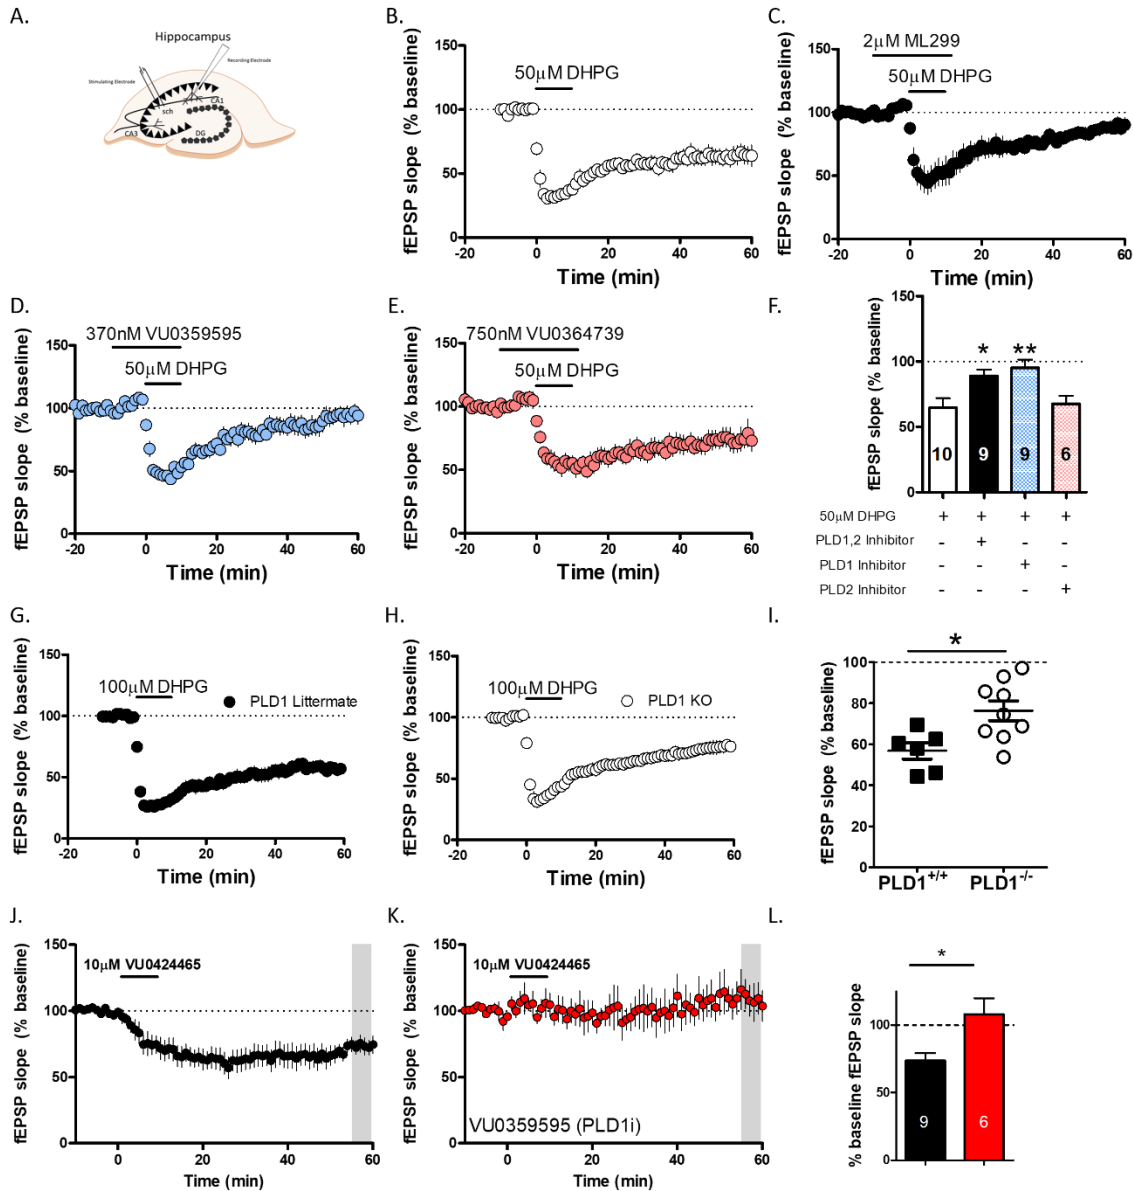 A.
Hippocampus
Stimulating Electrode
Recording Electrode
sch
CA1
CA3
DG
B.
fEPSP slope (% baseline)
150
100
50
0
50μM DHPG
-20 0 20 40 60
Time (min)
C.
fEPSP slope (% baseline)
150
100
50
0
2μM ML299
50μM DHPG
-20 0 20 40 60
Time (min)
D.
fEPSP slope (% baseline)
150
100
50
0
370nM VU0359595
50μM DHPG
-20 0 20 40 60
Time (min)
E.
fEPSP slope (% baseline)
150
100
50
0
750nM VU0364739
50μM DHPG
-20 0 20 40 60
Time (min)
F.
fEPSP slope (% baseline)
150
100
50
0
* **
10 9 9 6
50μM DHPG + + + +
PLD1,2 Inhibitor - + - -
PLD1 Inhibitor - - + -
PLD2 Inhibitor - - - +
G.
fEPSP slope (% baseline)
150
100
50
0
100μM DHPG
PLD1 Littermate
-20 0 20 40 60
Time (min)
H.
fEPSP slope (% baseline)
150
100
50
0
100μM DHPG
PLD1 KO
-20 0 20 40 60
Time (min)
I.
fEPSP slope (% baseline)
*
100
80
60
40
20
0
PLD1+/+ PLD1-/-
J.
fEPSP slope (% baseline)
150
100
50
0
10μM VU0424465
0 20 40 60
Time (min)
K.
fEPSP slope (% baseline)
150
100
50
0
10μM VU0424465
VU0359595 (PLD1i)
0 20 40 60
Time (min)
L.
% baseline fEPSP slope
*
100
50
0
9 6